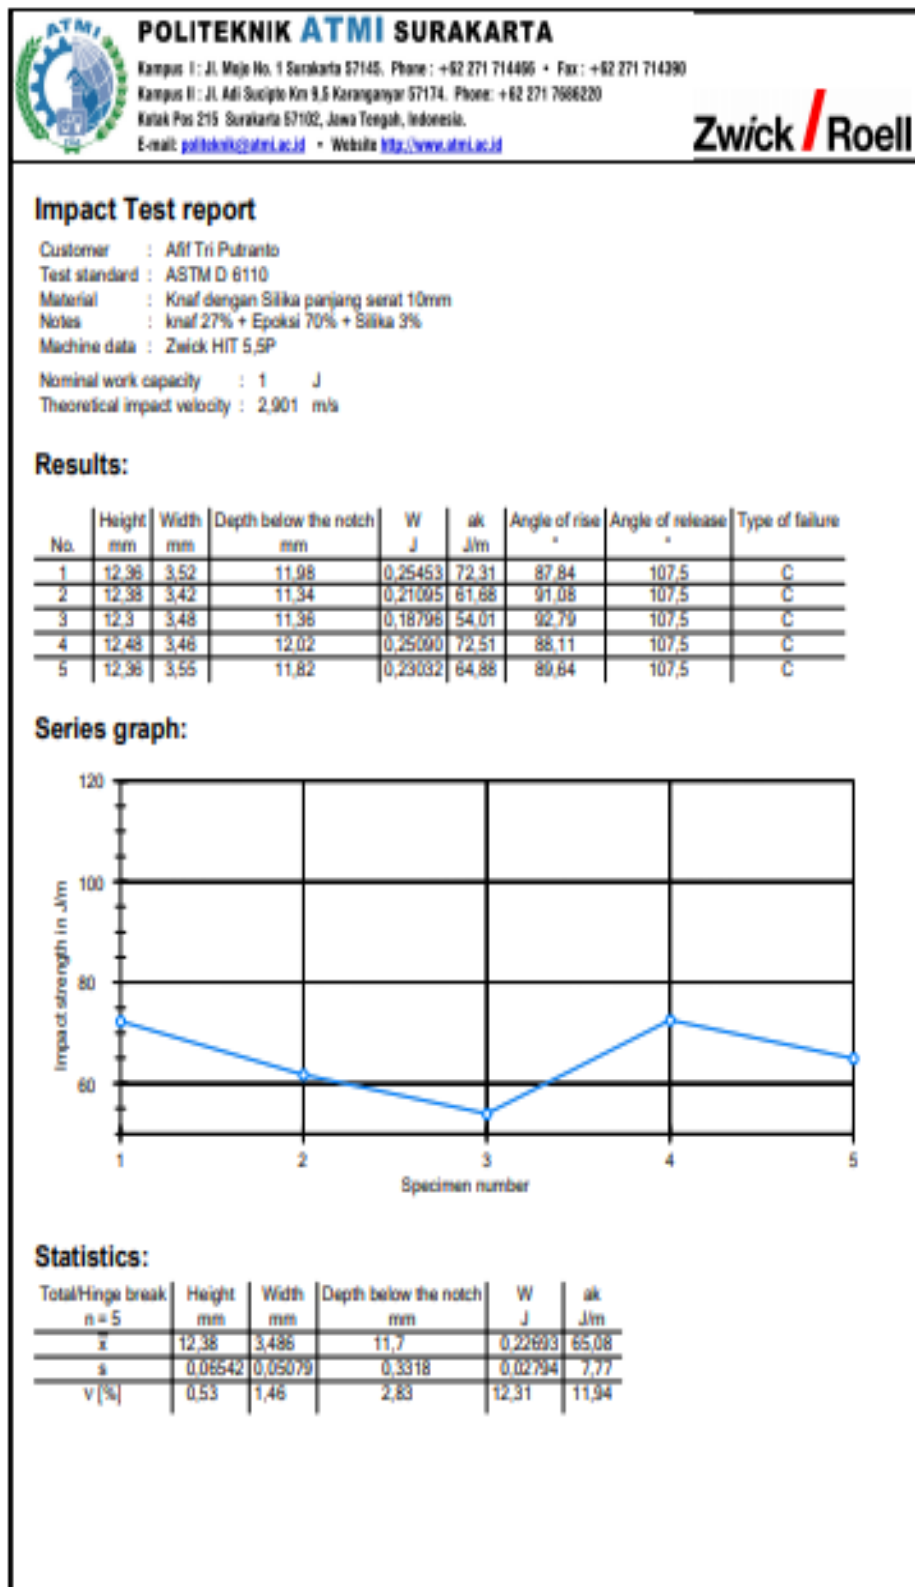 ATMI
POLITEKNIK ATMI SURAKARTA
Kampus I : Jl. Mojo No. 1 Surakarta 57145. Phone : +62 271 714466 • Fax : +62 271 714390
Kampus II : Jl. Adi Sucipto Km 9,5 Karanganyar 57174. Phone: +62 271 7686220
Kotak Pos 215 Surakarta 57102, Jawa Tengah, Indonesia.
E-mail: politeknik@atmi.ac.id • Website http://www.atmi.ac.id
Zwick / Roell
Impact Test report
Customer : Afif Tri Putranto
Test standard : ASTM D 6110
Material : Knaf dengan Silika panjang serat 10mm
Notes : knaf 27% + Epoksi 70% + Silika 3%
Machine data : Zwick HIT 5,5P
Nominal work capacity : 1 J
Theoretical impact velocity : 2,901 m/s
Results:
Height Width Depth below the notch W ak Angle of rise Angle of release Type of failure
No. mm mm mm J J/m ° °
1 12,36 3,52 11,98 0,25453 72,31 87,84 107,5 C
2 12,38 3,42 11,34 0,21095 61,68 91,08 107,5 C
3 12,3 3,48 11,36 0,18796 54,01 92,79 107,5 C
4 12,48 3,46 12,02 0,25090 72,51 88,11 107,5 C
5 12,36 3,55 11,82 0,23032 64,88 89,64 107,5 C
Series graph:
120
100
80
60
Impact strength in J/m
1 2 3 4 5
Specimen number
Statistics:
Total/Hinge break Height Width Depth below the notch W ak
n = 5 mm mm mm J J/m
x̅ 12,38 3,486 11,7 0,22693 65,08
s 0,06542 0,05079 0,3318 0,02794 7,77
ν [%] 0,53 1,46 2,83 12,31 11,94